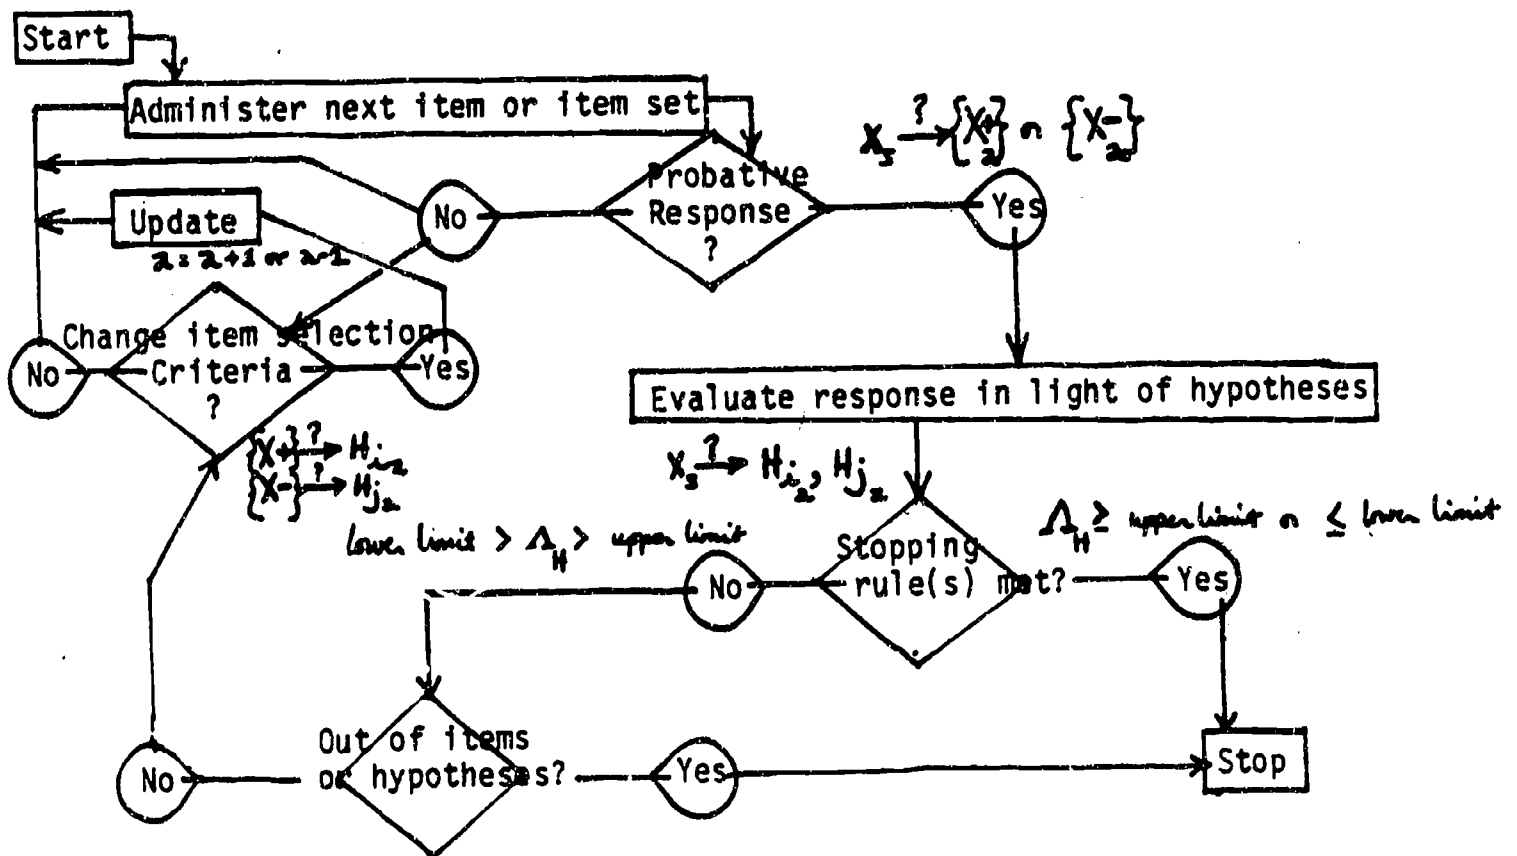 Start
Administer next item or item set
Probative
Response
?
No
Yes
Update
Change item selection
Criteria
?
No
Yes
Evaluate response in light of hypotheses
lower limit > Λ_H > upper limit
Λ_H ≥ upper limit or ≤ lower limit
Stopping
rule(s) met?
No
Yes
Out of items
or hypotheses?
No
Yes
Stop